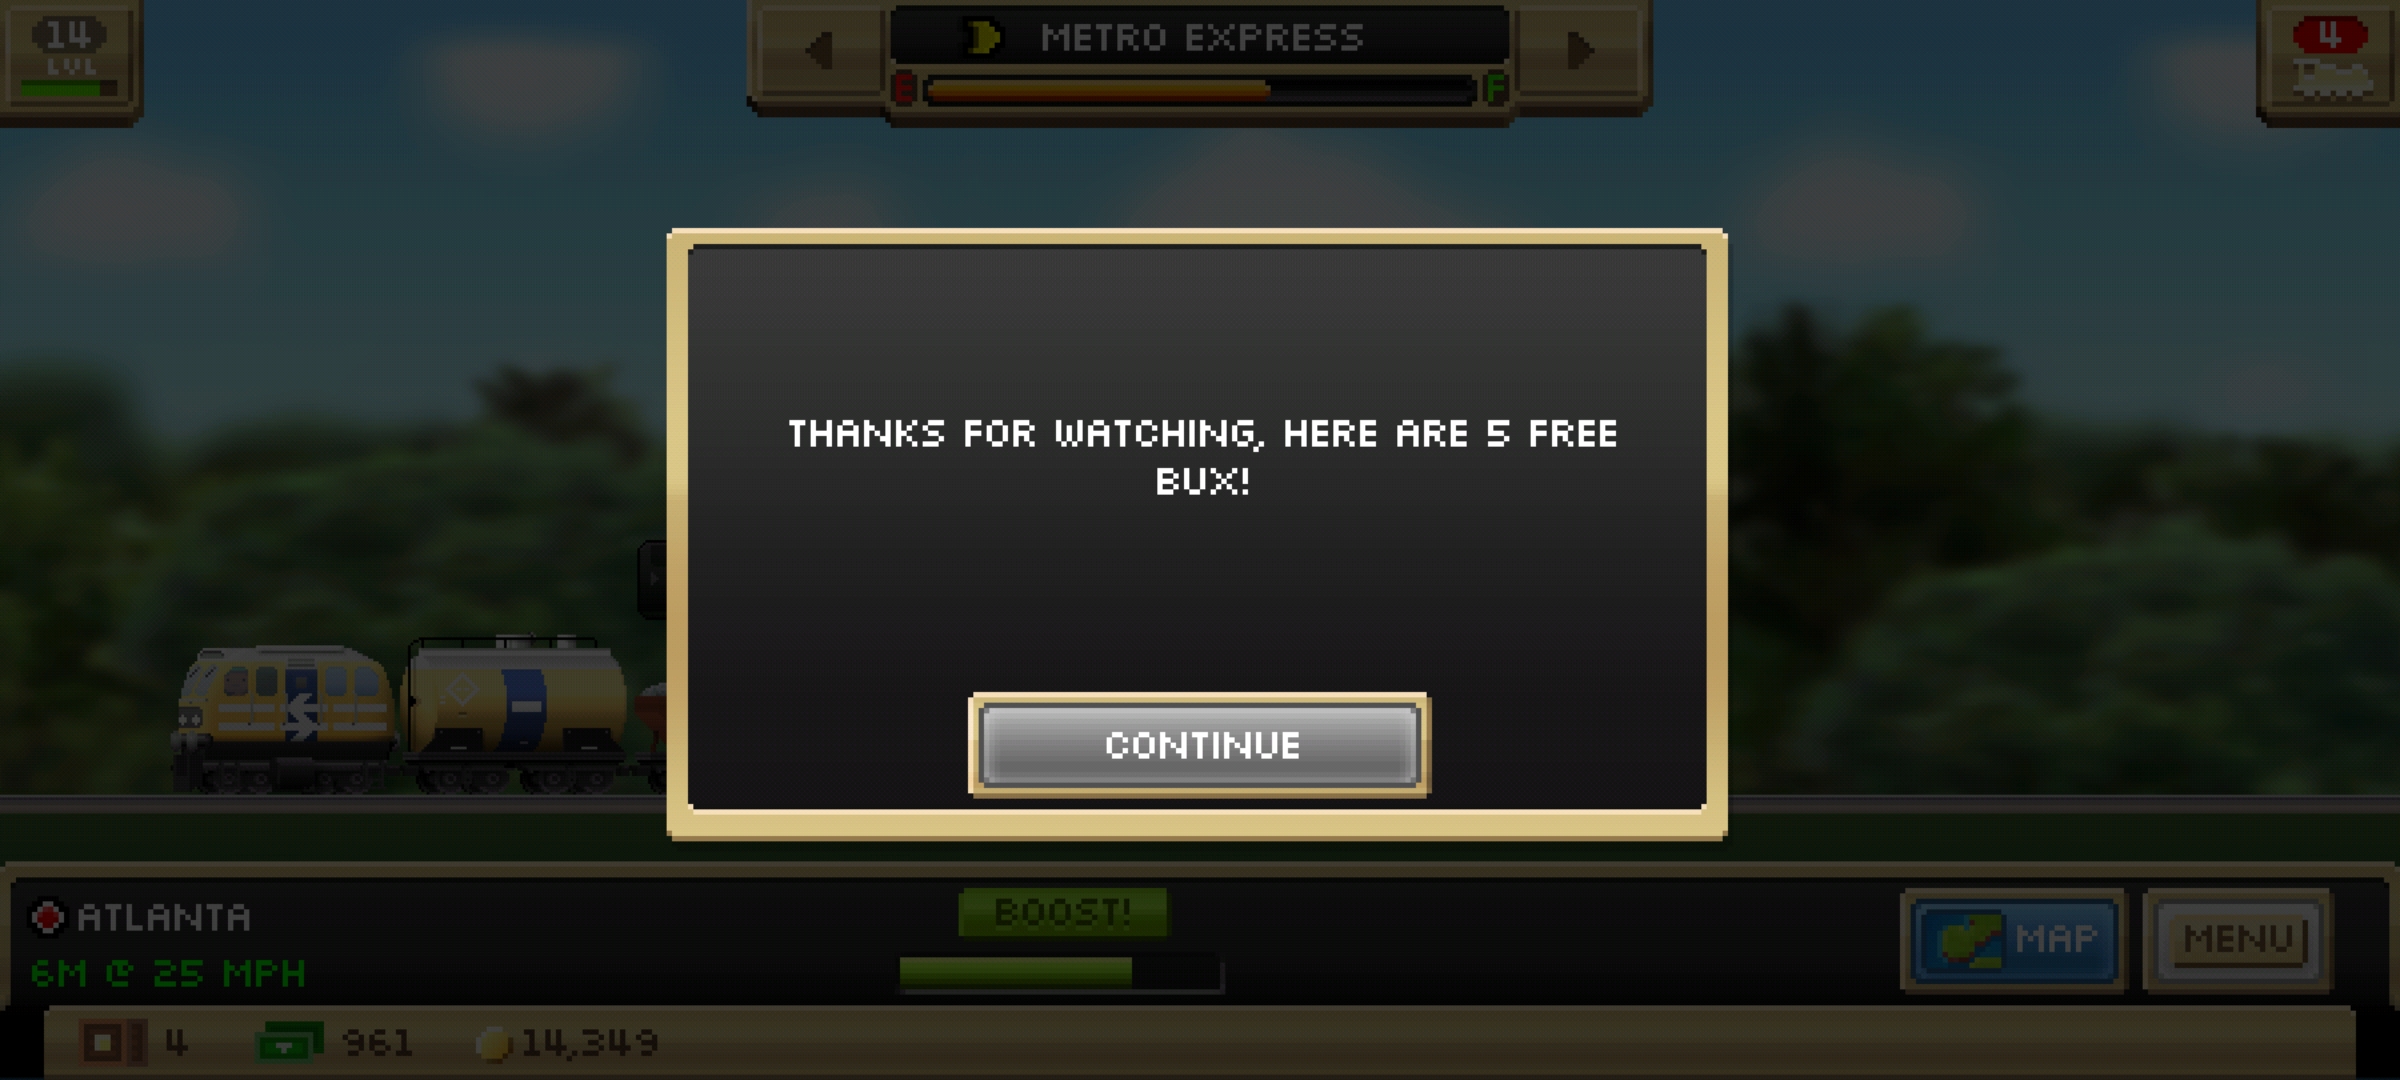 14
LVL
METRO EXPRESS
E
F
4
THANKS FOR WATCHING, HERE ARE 5 FREE
BUX!
CONTINUE
ATLANTA
6M @ 25 MPH
BOOST!
MAP
MENU
4
961
14,349